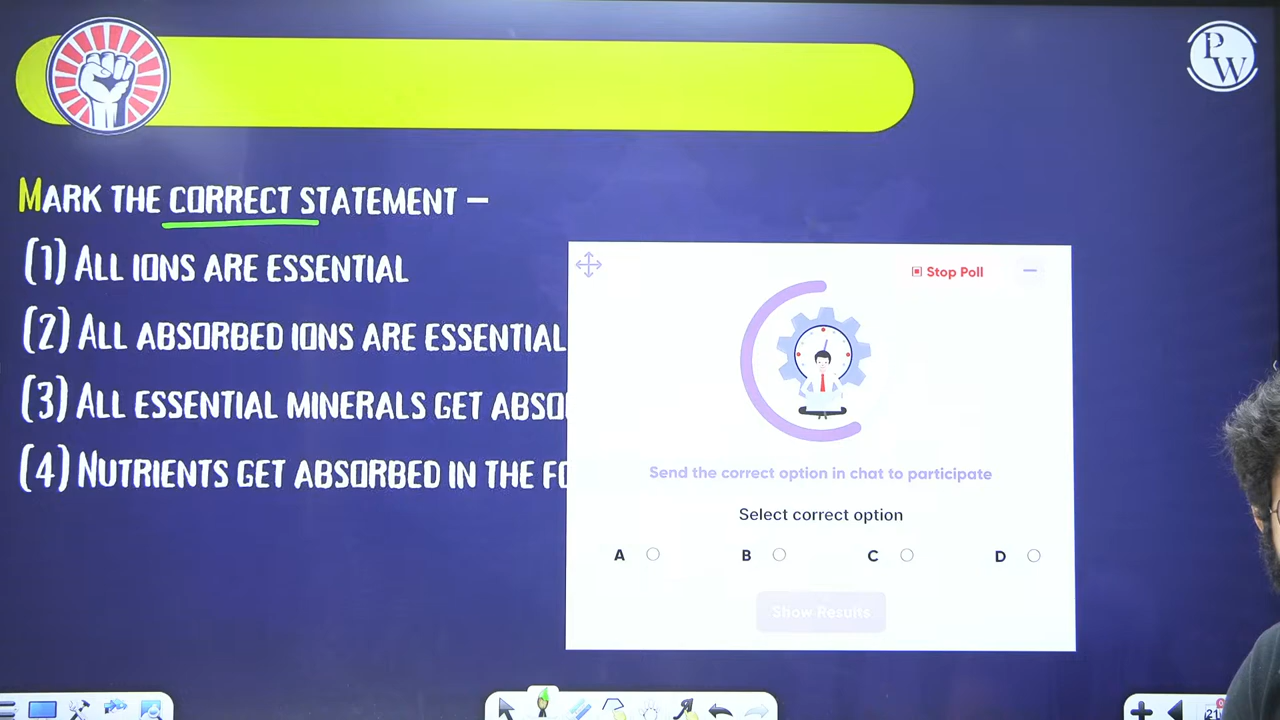 PW
MARK THE CORRECT STATEMENT –
(1) ALL IONS ARE ESSENTIAL
(2) ALL ABSORBED IONS ARE ESSENTIAL
(3) ALL ESSENTIAL MINERALS GET
(4) NUTRIENTS GET ABSORBED IN THE
Stop Poll
Send the correct option in chat to participate
Select correct option
A B C D
Show Results